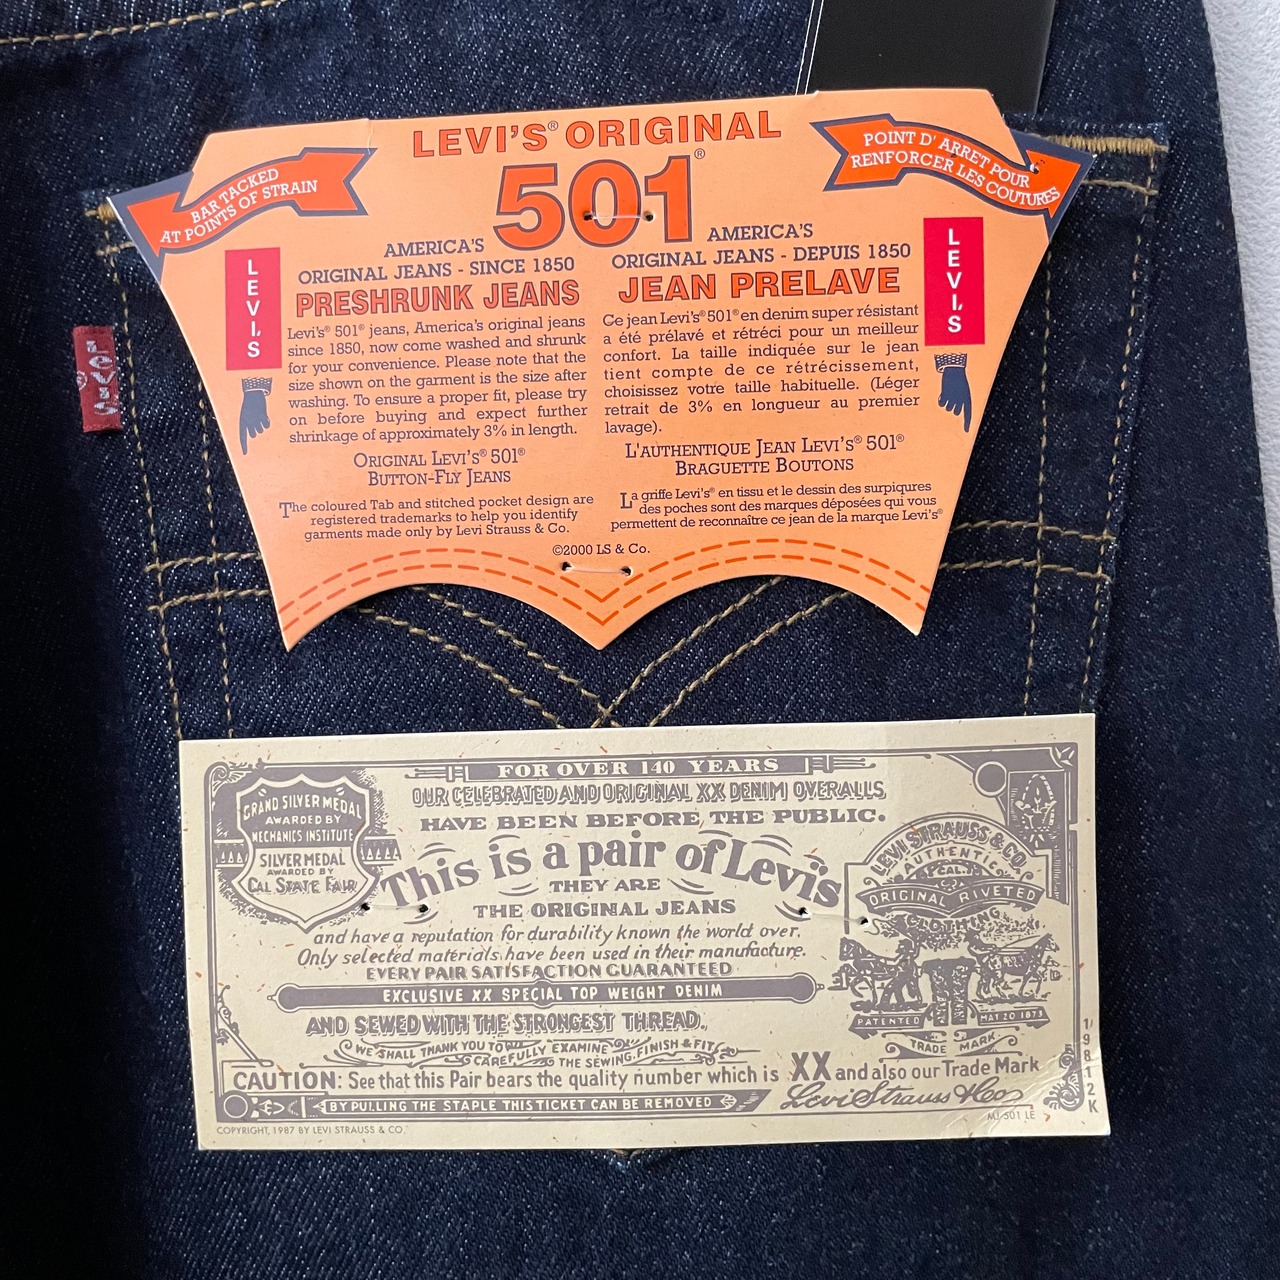 LEVI'S® ORIGINAL
501®
BAR TACKED
AT POINTS OF STRAIN
POINT D'ARRET POUR
RENFORCER LES COUTURES
LEVI'S
AMERICA'S
ORIGINAL JEANS - SINCE 1850
PRESHRUNK JEANS
Levi's® 501® jeans, America's original jeans
since 1850, now come washed and shrunk
for your convenience. Please note that the
size shown on the garment is the size after
washing. To ensure a proper fit, please try
on before buying and expect further
shrinkage of approximately 3% in length.
ORIGINAL LEVI'S® 501®
BUTTON-FLY JEANS
The coloured Tab and stitched pocket design are
registered trademarks to help you identify
garments made only by Levi Strauss & Co.
AMERICA'S
ORIGINAL JEANS - DEPUIS 1850
JEAN PRELAVE
Ce jean Levi's® 501® en denim super résistant
a été prélavé et rétréci pour un meilleur
confort. La taille indiquée sur le jean
tient compte de ce rétrécissement,
choisissez votre taille habituelle. (Léger
retrait de 3% en longueur au premier
lavage).
L'AUTHENTIQUE JEAN LEVI'S® 501®
BRAGUETTE BOUTONS
La griffe Levi's® en tissu et le dessin des surpiqures
des poches sont des marques déposées qui vous
permettent de reconnaître ce jean de la marque Levi's®
LEVI'S
©2000 LS & Co.
LEVI'S®
FOR OVER 140 YEARS
OUR CELEBRATED AND ORIGINAL XX DENIM OVERALLS
HAVE BEEN BEFORE THE PUBLIC.
This is a pair of Levi's
THEY ARE
THE ORIGINAL JEANS
and have a reputation for durability known the world over.
Only selected materials have been used in their manufacture.
EVERY PAIR SATISFACTION GUARANTEED
EXCLUSIVE XX SPECIAL TOP WEIGHT DENIM
AND SEWED WITH THE STRONGEST THREAD.
WE SHALL THANK YOU TO
CAREFULLY EXAMINE
THE SEWING, FINISH & FIT
CAUTION: See that this Pair bears the quality number which is XX and also our Trade Mark
BY PULLING THE STAPLE THIS TICKET CAN BE REMOVED
Levi Strauss & Co
GRAND SILVER MEDAL
AWARDED BY
MECHANICS INSTITUTE
SILVER MEDAL
AWARDED BY
CAL STATE FAIR
LEVI STRAUSS & CO.
AUTHENTIC
CAL.
ORIGINAL RIVETED
CLOTHING
PATENTED
MAY 20 1873
TRADE MARK
1/9812K
MJ 501 LE
COPYRIGHT, 1987 BY LEVI STRAUSS & CO.